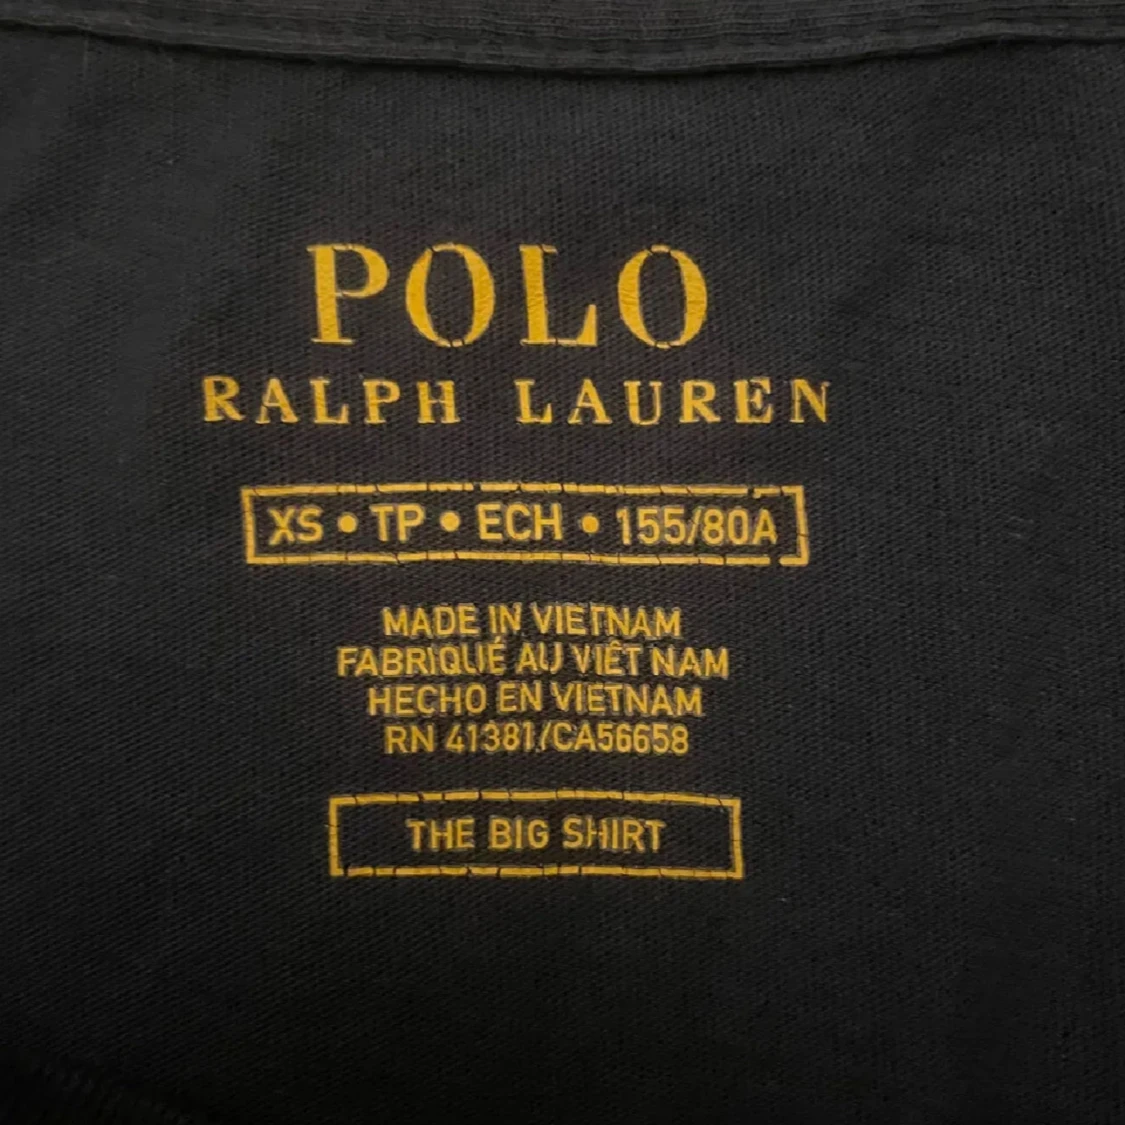 POLO
RALPH LAUREN
XS • TP • ECH • 155/80A
MADE IN VIETNAM
FABRIQUÉ AU VIÊT NAM
HECHO EN VIETNAM
RN 41381/CA56658
THE BIG SHIRT